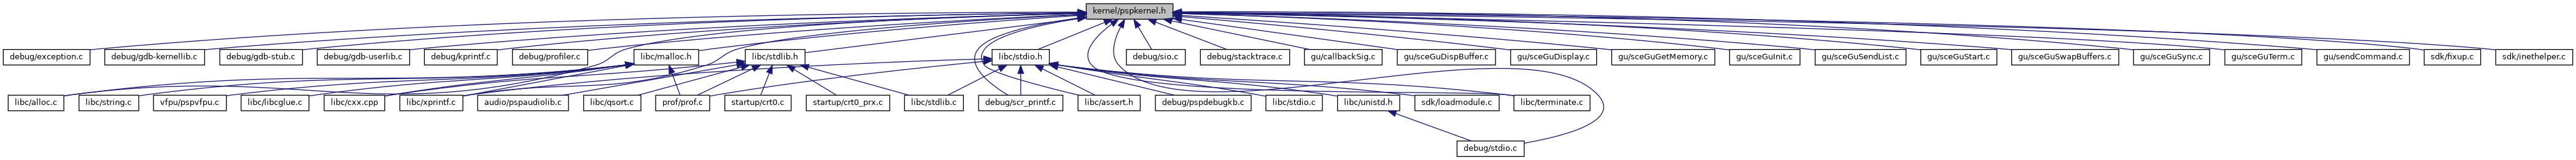 kernel/pspkernel.h
debug/exception.c
debug/gdb-kernellib.c
debug/gdb-stub.c
debug/gdb-userlib.c
debug/kprintf.c
debug/profiler.c
libc/malloc.h
libc/stdlib.h
libc/stdio.h
debug/sio.c
debug/stacktrace.c
gu/callbackSig.c
gu/sceGuDispBuffer.c
gu/sceGuDisplay.c
gu/sceGuGetMemory.c
gu/sceGuInit.c
gu/sceGuSendList.c
gu/sceGuStart.c
gu/sceGuSwapBuffers.c
gu/sceGuSync.c
gu/sceGuTerm.c
gu/sendCommand.c
sdk/fixup.c
sdk/inethelper.c
libc/alloc.c
libc/string.c
vfpu/pspvfpu.c
libc/libcglue.c
libc/cxx.cpp
libc/xprintf.c
audio/pspaudiolib.c
libc/qsort.c
prof/prof.c
startup/crt0.c
startup/crt0_prx.c
libc/stdlib.c
debug/scr_printf.c
libc/assert.h
debug/pspdebugkb.c
libc/stdio.c
libc/unistd.h
sdk/loadmodule.c
libc/terminate.c
debug/stdio.c